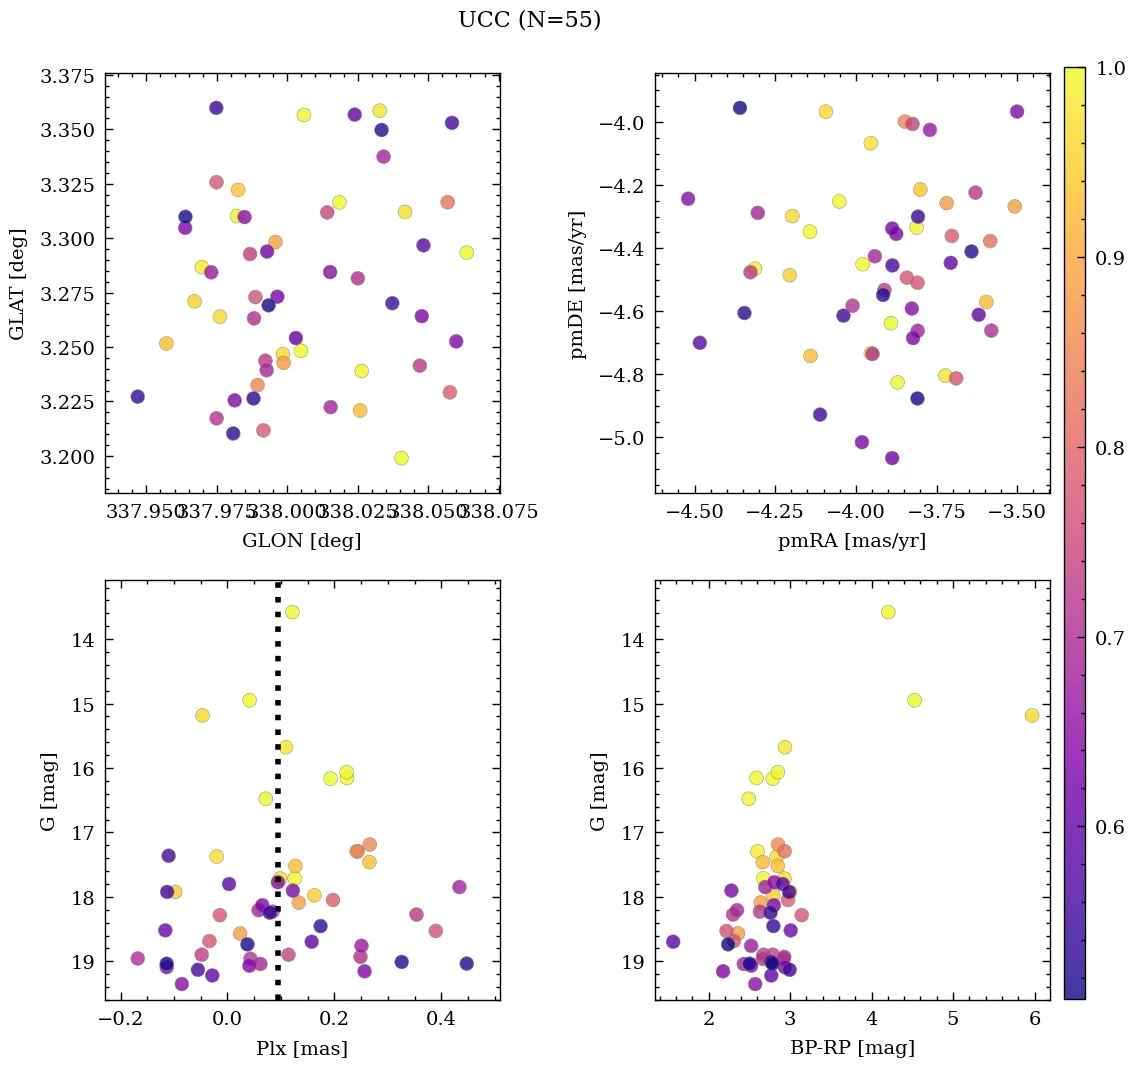 UCC (N=55)
3.375
3.350
3.325
3.300
3.275
3.250
3.225
3.200
GLAT [deg]
337.950 337.975 338.000 338.025 338.050 338.075
GLON [deg]
−4.0
−4.2
−4.4
−4.6
−4.8
−5.0
pmDE [mas/yr]
−4.50 −4.25 −4.00 −3.75 −3.50
pmRA [mas/yr]
1.0
0.9
0.8
0.7
0.6
14
15
16
17
18
19
G [mag]
−0.2 0.0 0.2 0.4
Plx [mas]
14
15
16
17
18
19
G [mag]
2 3 4 5 6
BP-RP [mag]